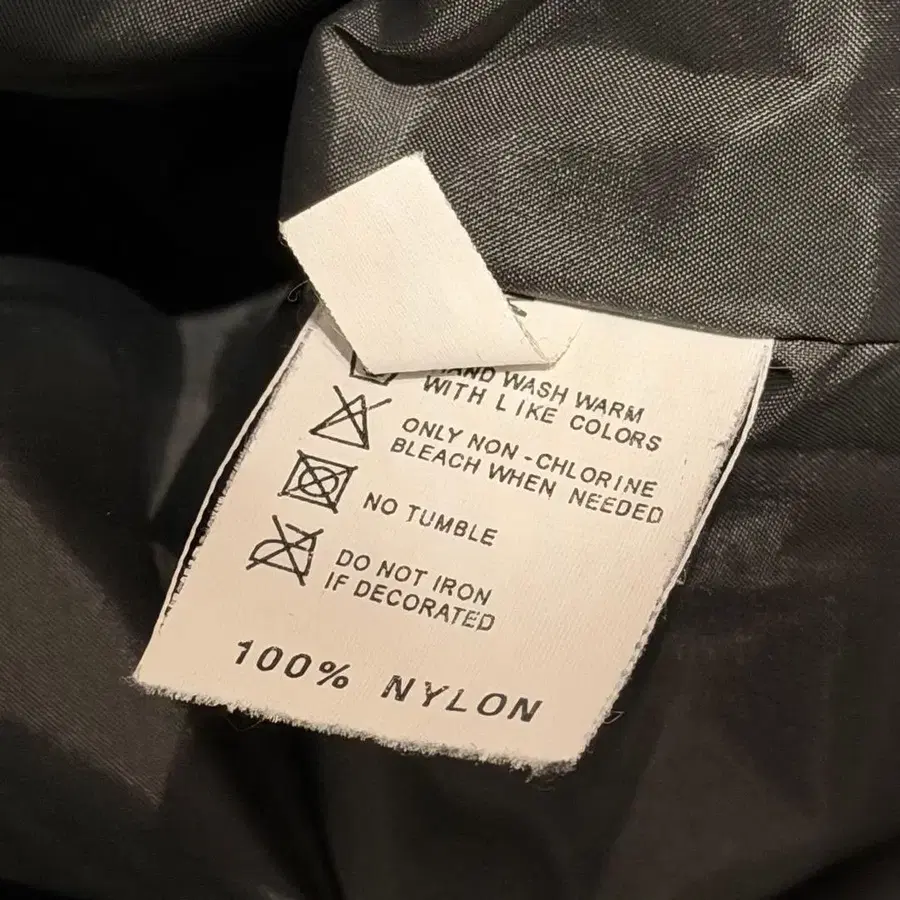 HAND WASH WARM
WITH LIKE COLORS
ONLY NON-CHLORINE
BLEACH WHEN NEEDED
NO TUMBLE
DO NOT IRON
IF DECORATED
100% NYLON